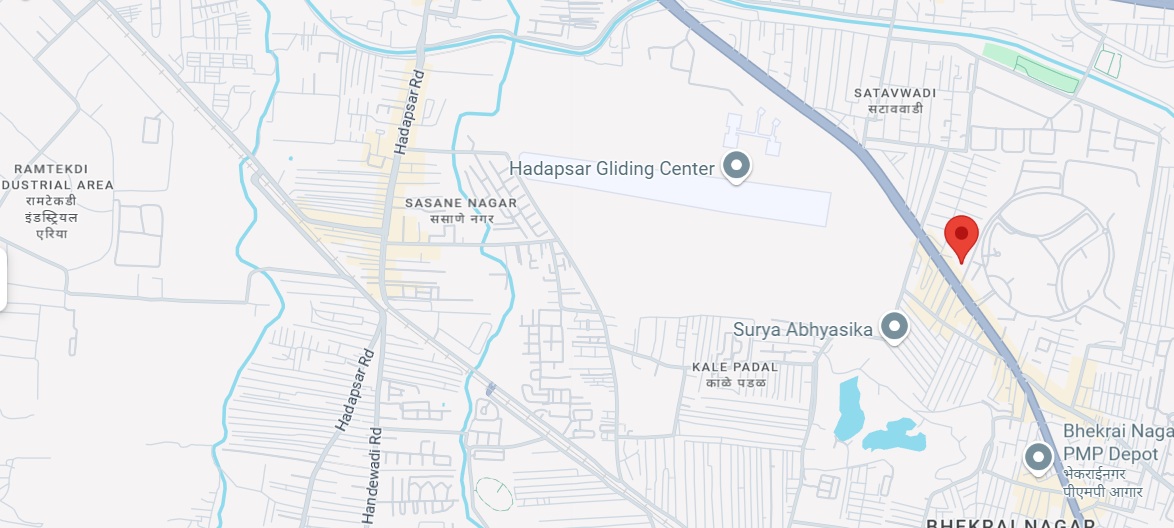 Hadapsar Rd
SATAVWADI
सटाववाडी
Hadapsar Gliding Center
RAMTEKDI
DUSTRIAL AREA
रामटेकडी
इंडस्ट्रियल
एरिया
SASANE NAGAR
ससाणे नगर
Surya Abhyasika
KALE PADAL
काळे पडळ
Hadapsar Rd
Handewadi Rd
Bhekrai Naga
PMP Depot
भेकराईनगर
पीएमपी आगार
BHEKRAI NAGAR